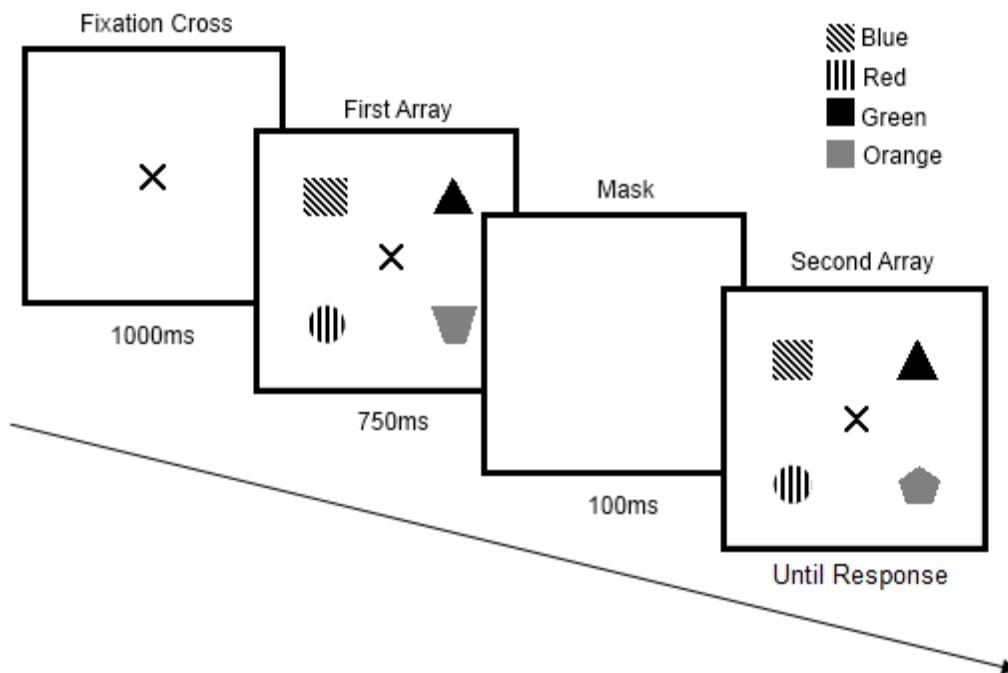 Fixation Cross
1000ms
First Array
750ms
Mask
100ms
Second Array
Until Response
Blue
Red
Green
Orange